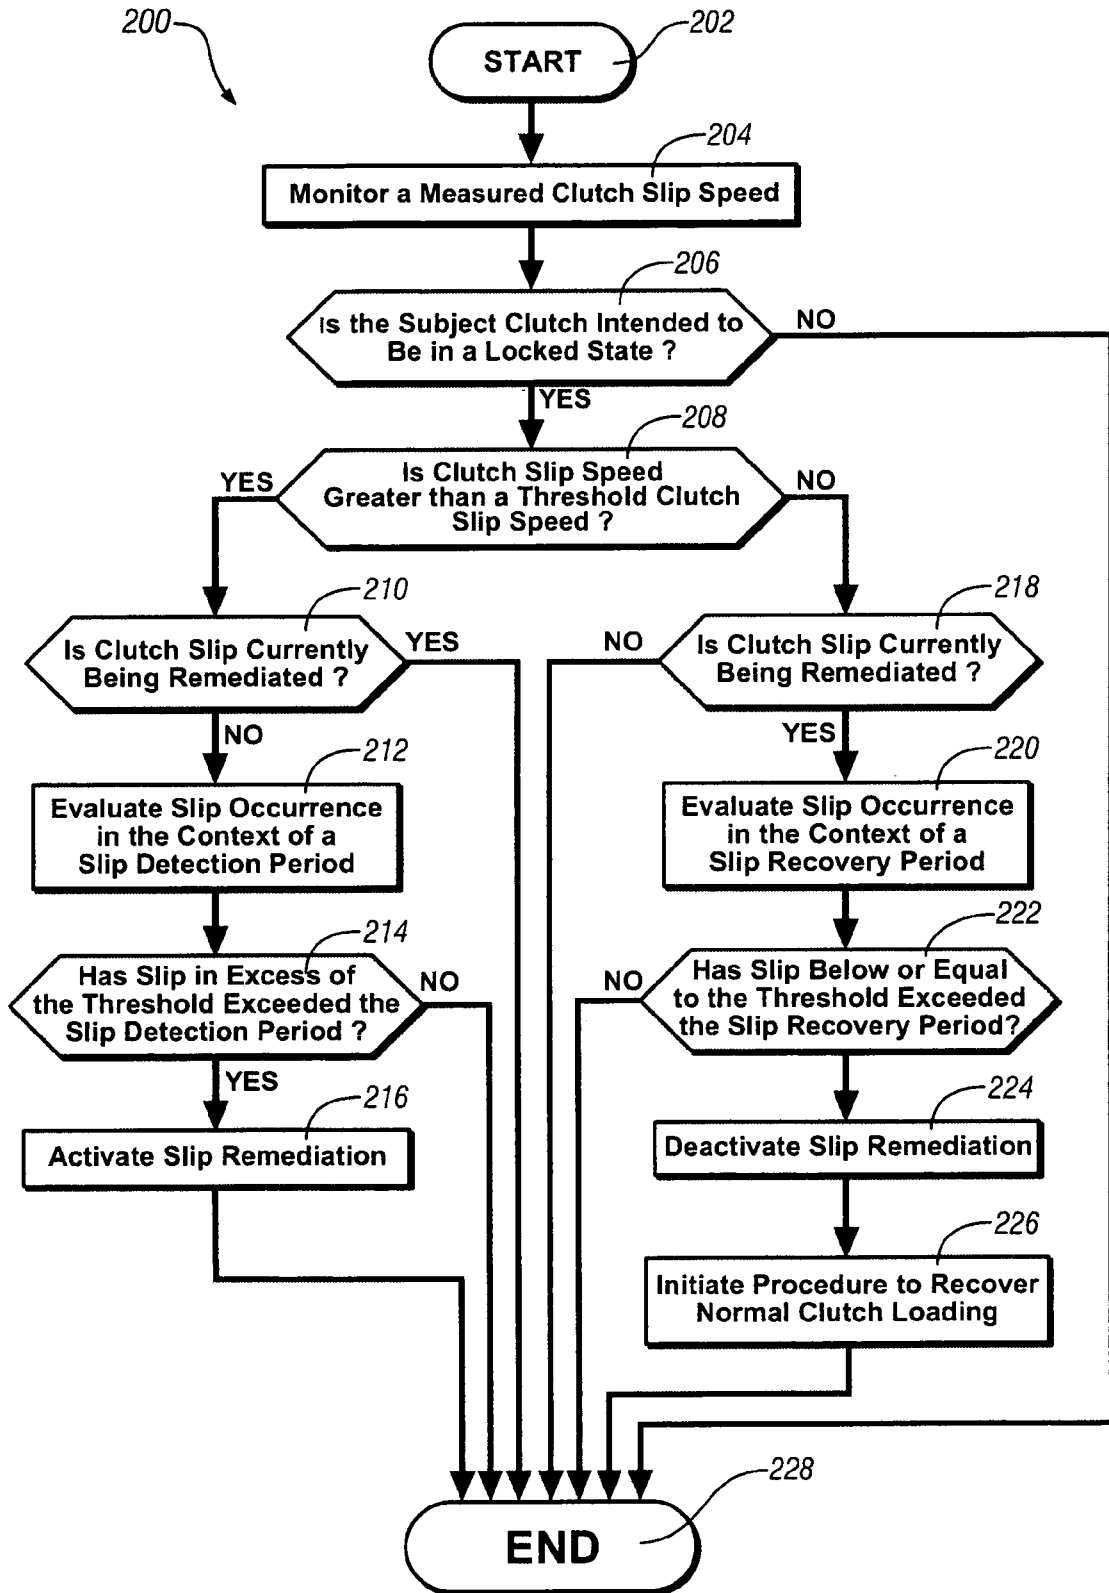 200
202
START
204
Monitor a Measured Clutch Slip Speed
206
Is the Subject Clutch Intended to
Be in a Locked State ?
NO
YES
208
Is Clutch Slip Speed
Greater than a Threshold Clutch
Slip Speed ?
YES
NO
210
Is Clutch Slip Currently
Being Remediated ?
YES
218
Is Clutch Slip Currently
Being Remediated ?
NO
NO
YES
212
Evaluate Slip Occurrence
in the Context of a
Slip Detection Period
220
Evaluate Slip Occurrence
in the Context of a
Slip Recovery Period
214
Has Slip in Excess of
the Threshold Exceeded the
Slip Detection Period ?
NO
222
Has Slip Below or Equal
to the Threshold Exceeded
the Slip Recovery Period?
NO
YES
216
Activate Slip Remediation
224
Deactivate Slip Remediation
226
Initiate Procedure to Recover
Normal Clutch Loading
228
END